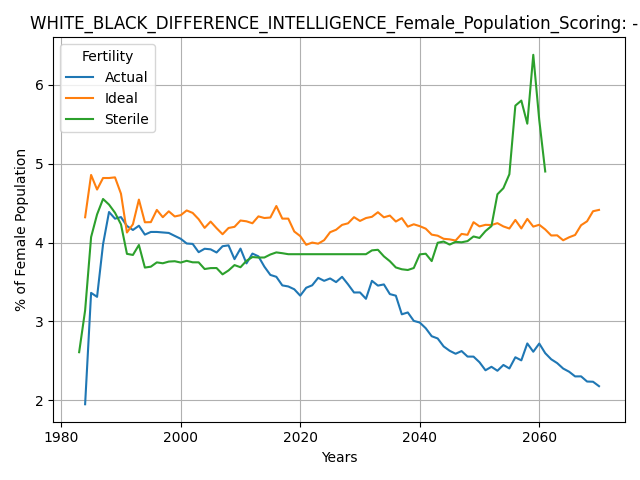 WHITE_BLACK_DIFFERENCE_INTELLIGENCE_Female_Population_Scoring: -
Fertility
Actual
Ideal
Sterile
% of Female Population
6
5
4
3
2
1980
2000
2020
2040
2060
Years